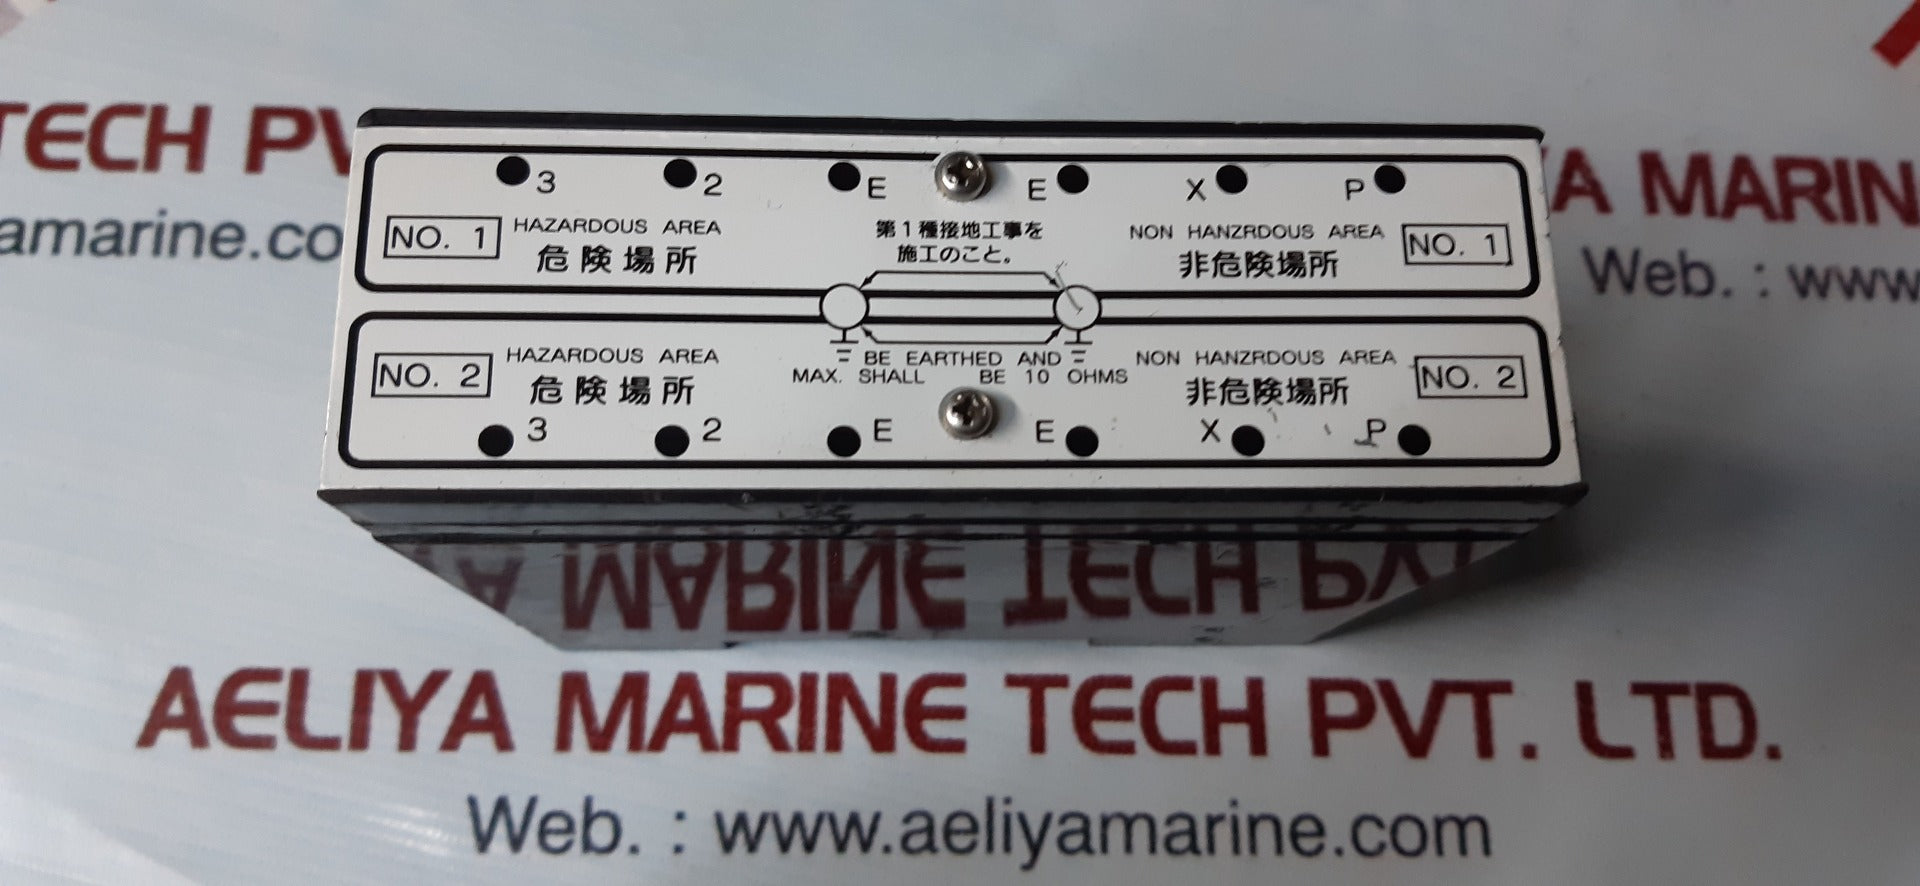 TECH PV
amarine.co
YA MARIN
Web. : www
3 2 E E X P
NO. 1 HAZARDOUS AREA 第1種接地工事を NON HANZRDOUS AREA NO. 1
危険場所 施工のこと。 非危険場所
NO. 2 HAZARDOUS AREA BE EARTHED AND NON HANZRDOUS AREA NO. 2
危険場所 MAX. SHALL BE 10 OHMS 非危険場所
3 2 E E X P
A MARINE TECH PVT
AELIYA MARINE TECH PVT. LTD.
Web. : www.aeliyamarine.com